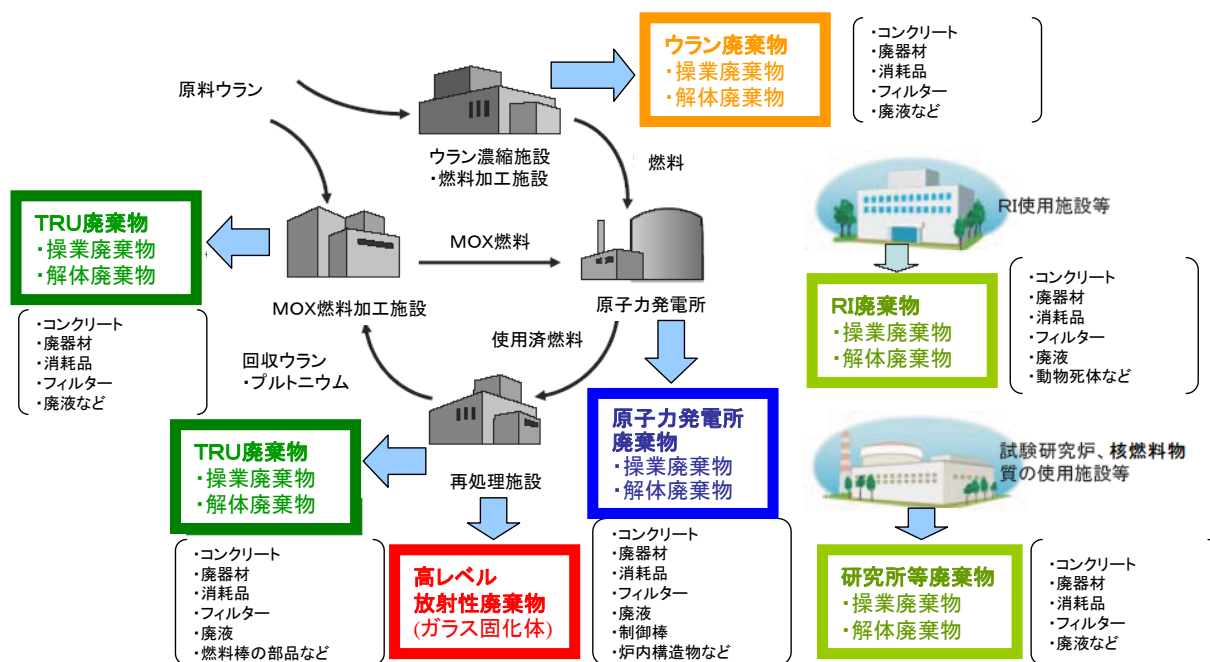 原料ウラン
ウラン濃縮施設
・燃料加工施設
ウラン廃棄物
・操業廃棄物
・解体廃棄物
・コンクリート
・廃器材
・消耗品
・フィルター
・廃液など
燃料
TRU廃棄物
・操業廃棄物
・解体廃棄物
・コンクリート
・廃器材
・消耗品
・フィルター
・廃液など
MOX燃料
MOX燃料加工施設
原子力発電所
使用済燃料
回収ウラン
・プルトニウム
TRU廃棄物
・操業廃棄物
・解体廃棄物
・コンクリート
・廃器材
・消耗品
・フィルター
・廃液
・燃料棒の部品など
再処理施設
高レベル
放射性廃棄物
(ガラス固化体)
原子力発電所
廃棄物
・操業廃棄物
・解体廃棄物
・コンクリート
・廃器材
・消耗品
・フィルター
・廃液
・制御棒
・炉内構造物など
RI使用施設等
RI廃棄物
・操業廃棄物
・解体廃棄物
・コンクリート
・廃器材
・消耗品
・フィルター
・廃液
・動物死体など
試験研究炉、核燃料物
質の使用施設等
研究所等廃棄物
・操業廃棄物
・解体廃棄物
・コンクリート
・廃器材
・消耗品
・フィルター
・廃液など